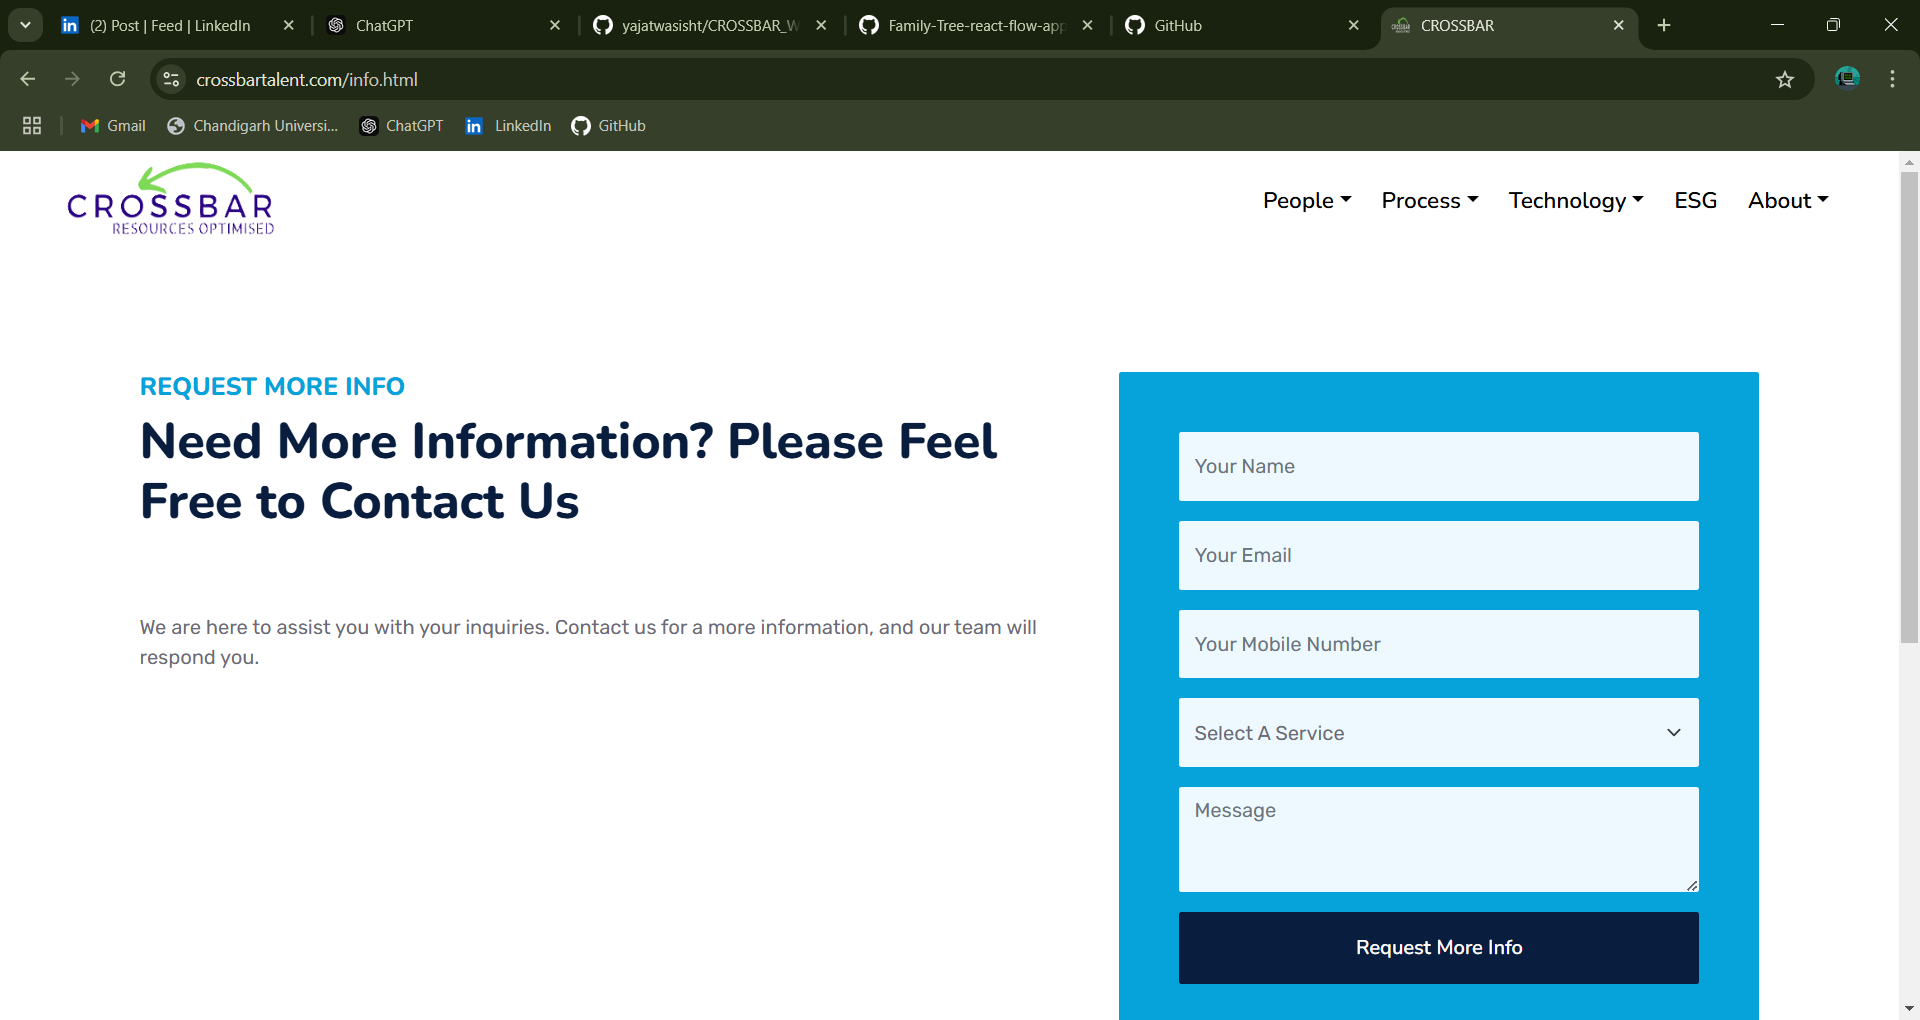 (2) Post | Feed | LinkedIn
ChatGPT
yajatwasisht/CROSSBAR_W
Family-Tree-react-flow-app
GitHub
CROSSBAR
crossbartalent.com/info.html
Gmail
Chandigarh Universi...
ChatGPT
LinkedIn
GitHub
CROSSBAR
RESOURCES OPTIMISED
People
Process
Technology
ESG
About
REQUEST MORE INFO
Need More Information? Please Feel
Free to Contact Us
We are here to assist you with your inquiries. Contact us for a more information, and our team will
respond you.
Your Name
Your Email
Your Mobile Number
Select A Service
Message
Request More Info